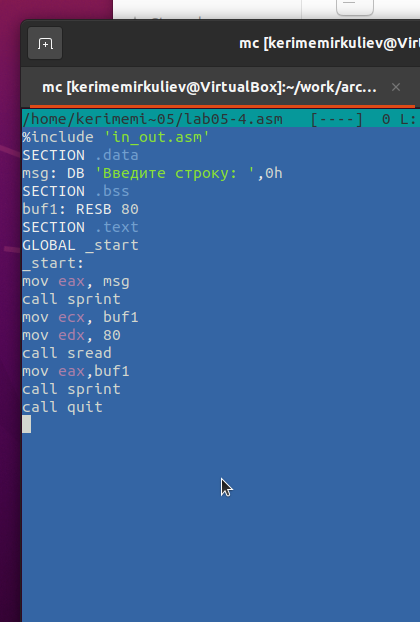 mc [kerimemirkuliev@Virt
mc [kerimemirkuliev@VirtualBox]:~/work/arc...
/home/kerimemi~05/lab05-4.asm [----] 0 L:
%include 'in_out.asm'
SECTION .data
msg: DB 'Введите строку: ',0h
SECTION .bss
buf1: RESB 80
SECTION .text
GLOBAL _start
_start:
mov eax, msg
call sprint
mov ecx, buf1
mov edx, 80
call sread
mov eax,buf1
call sprint
call quit